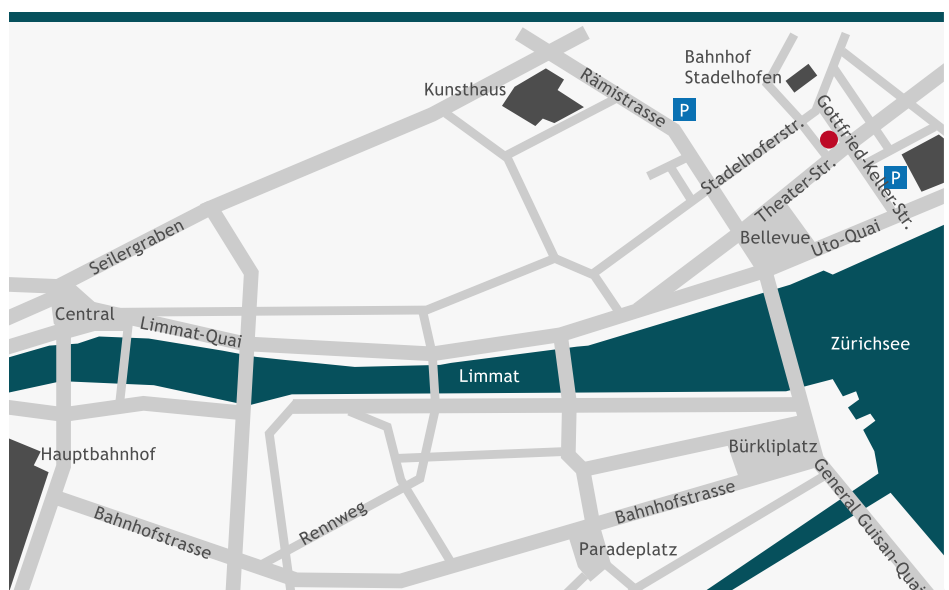 Bahnhof
Stadelhofen
Kunsthaus
Rämistrasse
P
Gottfried-Keller-Str.
Stadelhoferstr.
Theater-Str.
P
Bellevue
Uto-Quai
Seilergraben
Central
Limmat-Quai
Zürichsee
Limmat
Hauptbahnhof
Bürkliplatz
General Guisan-Quai
Bahnhofstrasse
Rennweg
Bahnhofstrasse
Paradeplatz